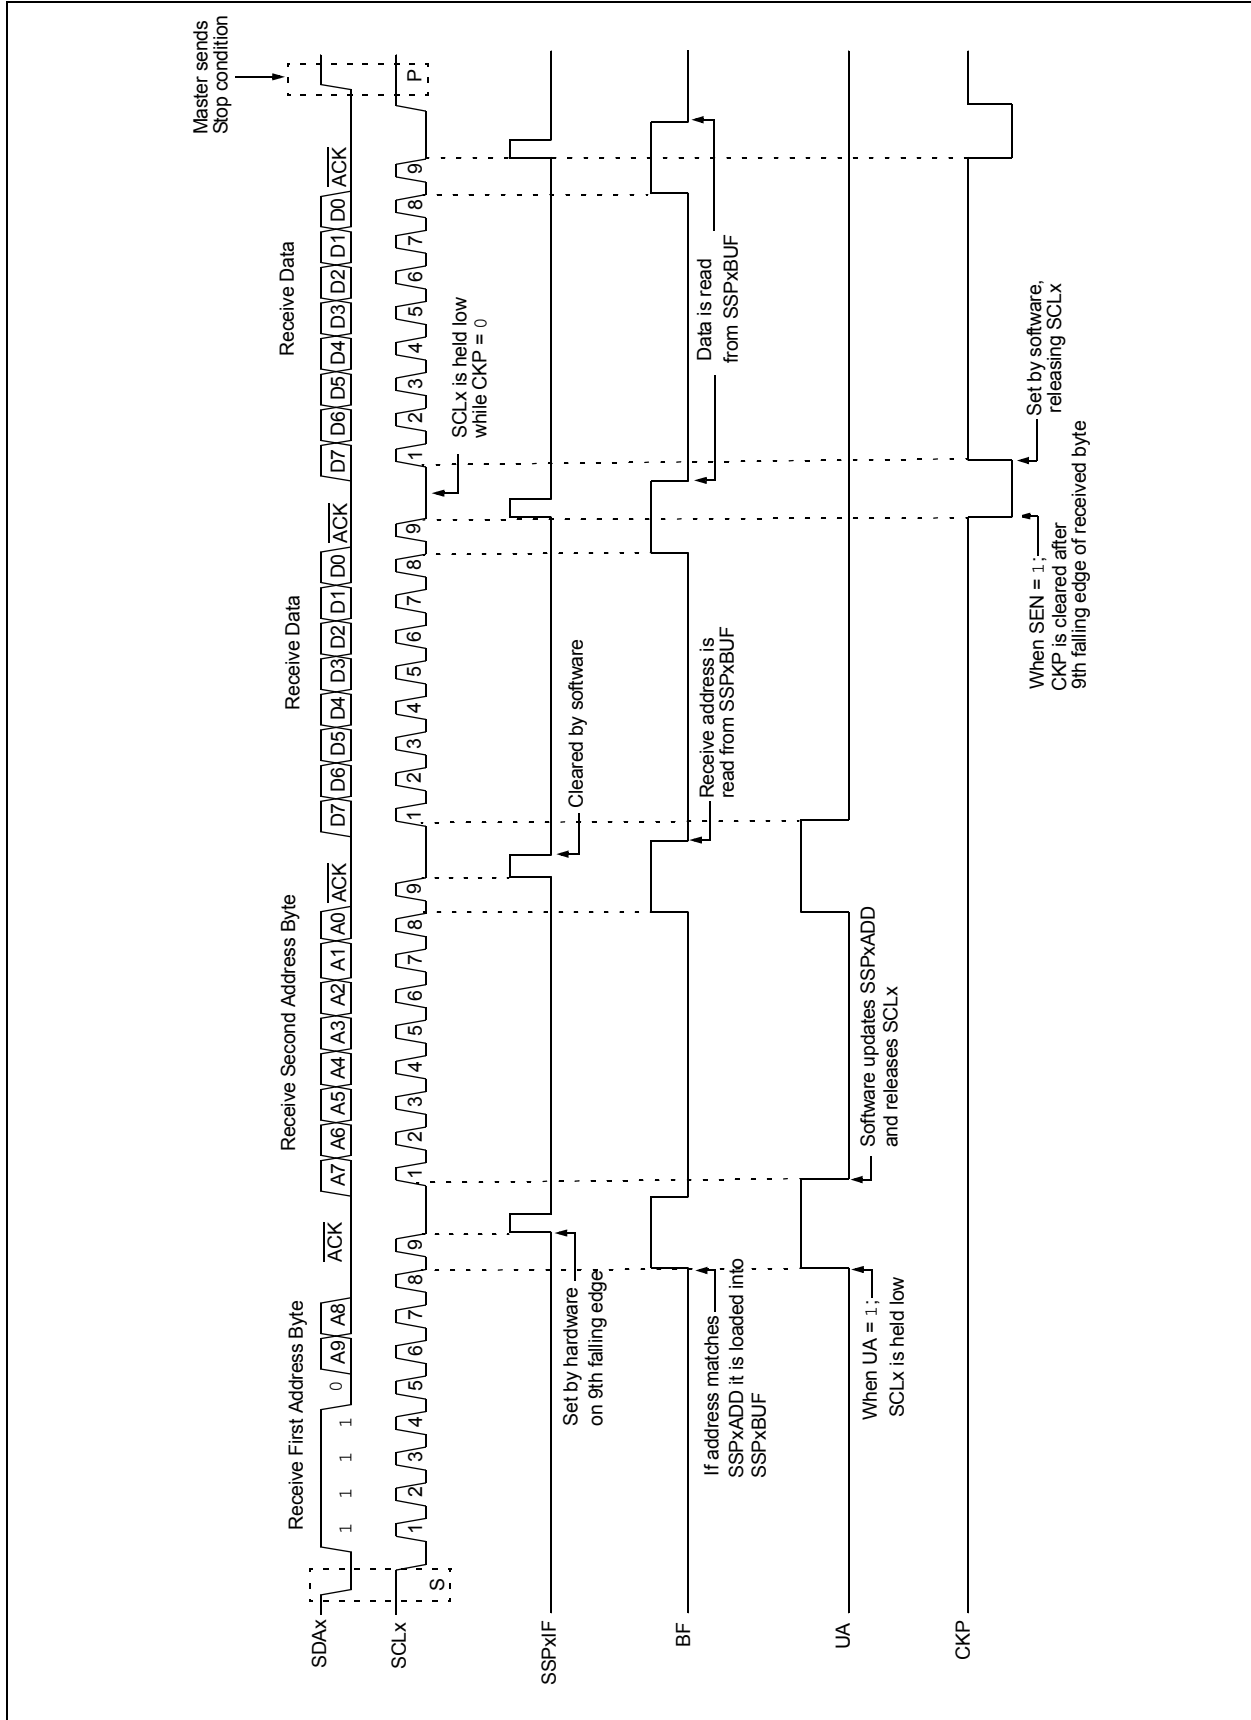 Master sends
Stop condition
Receive First Address Byte
Receive Second Address Byte
Receive Data
Receive Data
SDAx
1 1 1 1 0 A9 A8 ACK
A7 A6 A5 A4 A3 A2 A1 A0 ACK
D7 D6 D5 D4 D3 D2 D1 D0 ACK
D7 D6 D5 D4 D3 D2 D1 D0 ACK
SCLx
S
1 2 3 4 5 6 7 8 9
1 2 3 4 5 6 7 8 9
1 2 3 4 5 6 7 8 9
1 2 3 4 5 6 7 8 9
P
SCLx is held low
while CKP = 0
SSPxIF
Set by hardware
on 9th falling edge
Cleared by software
BF
If address matches
SSPxADD it is loaded into
SSPxBUF
Receive address is
read from SSPxBUF
Data is read
from SSPxBUF
UA
When UA = 1;
SCLx is held low
Software updates SSPxADD
and releases SCLx
CKP
When SEN = 1;
CKP is cleared after
9th falling edge of received byte
Set by software,
releasing SCLx